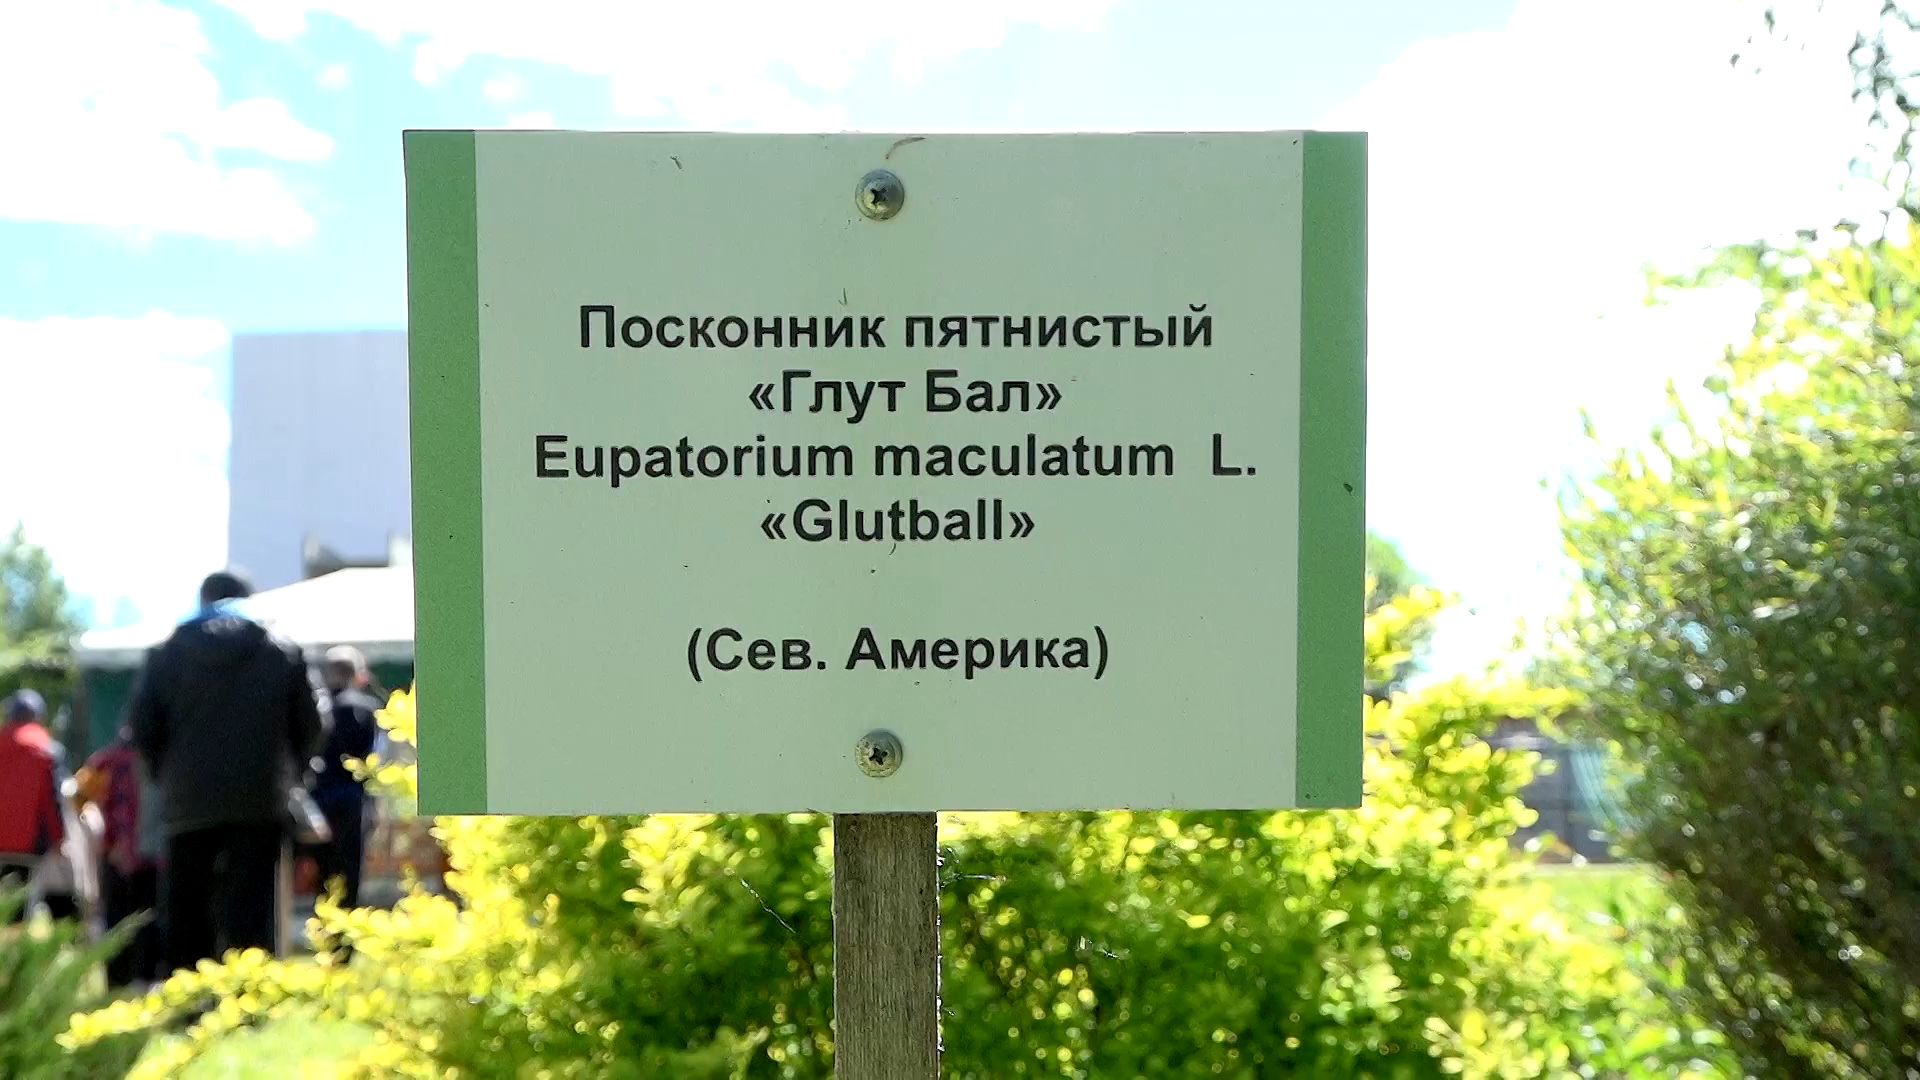 Посконник пятнистый
«Глут Бал»
Eupatorium maculatum L.
«Glutball»
(Сев. Америка)